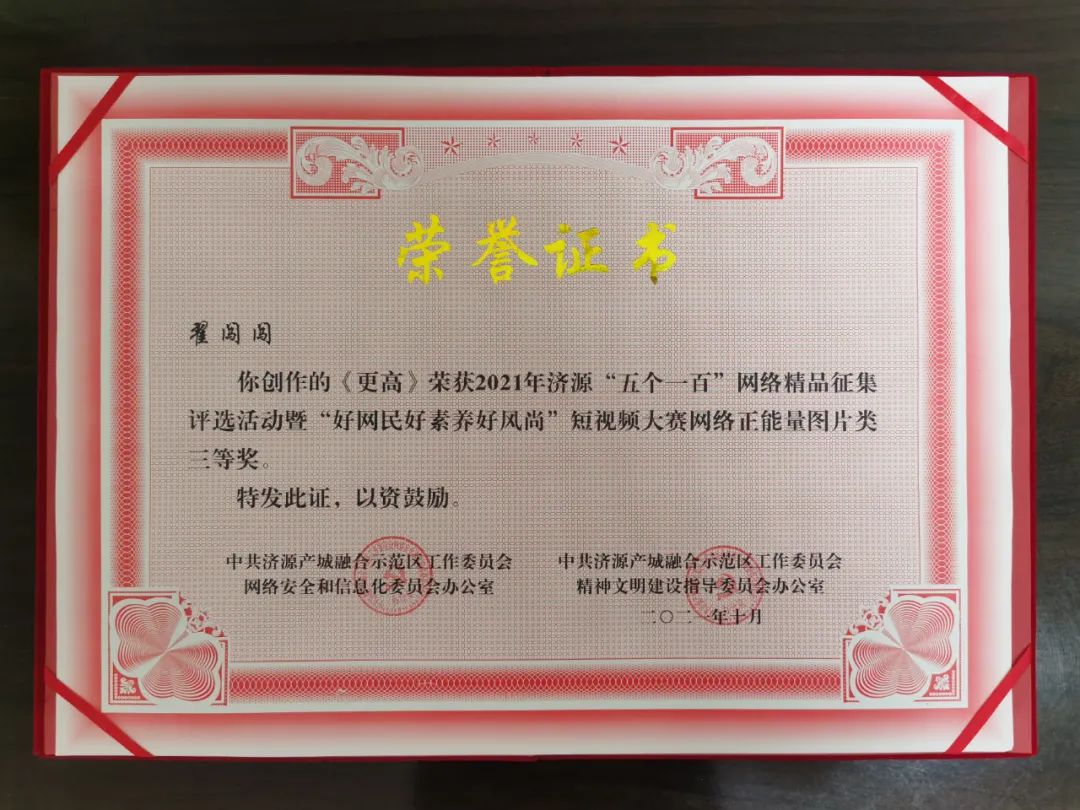 荣誉证书
翟闯闯
你创作的《更高》荣获2021年济源“五个一百”网络精品征集
评选活动暨“好网民好素养好风尚”短视频大赛网络正能量图片类
三等奖。
特发此证，以资鼓励。
中共济源产城融合示范区工作委员会
网络安全和信息化委员会办公室
中共济源产城融合示范区工作委员会
精神文明建设指导委员会办公室
二〇二一年十月